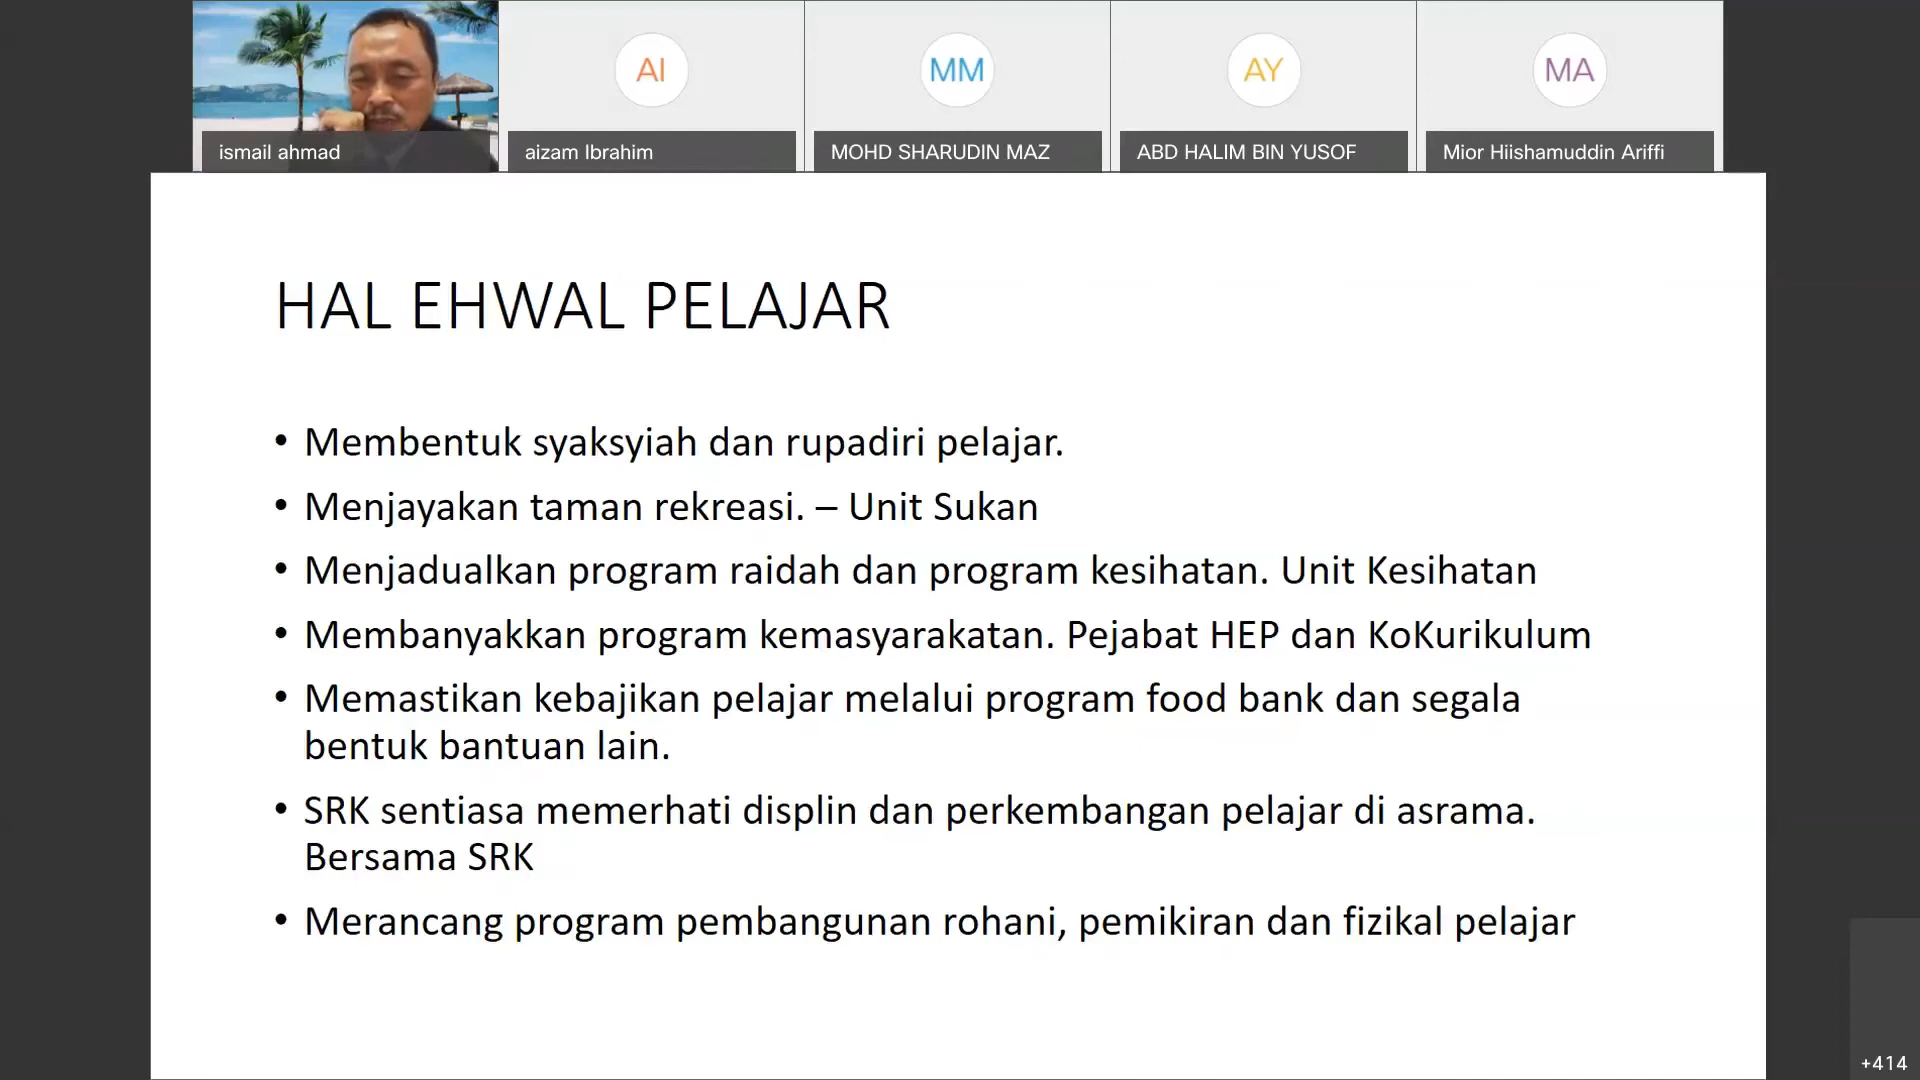 AI
MM
AY
MA
ismail ahmad
aizam Ibrahim
MOHD SHARUDIN MAZ
ABD HALIM BIN YUSOF
Mior Hiishamuddin Ariffi
HAL EHWAL PELAJAR
• Membentuk syaksyiah dan rupadiri pelajar.
• Menjayakan taman rekreasi. – Unit Sukan
• Menjadualkan program raidah dan program kesihatan. Unit Kesihatan
• Membanyakkan program kemasyarakatan. Pejabat HEP dan KoKurikulum
• Memastikan kebajikan pelajar melalui program food bank dan segala
bentuk bantuan lain.
• SRK sentiasa memerhati displin dan perkembangan pelajar di asrama.
Bersama SRK
• Merancang program pembangunan rohani, pemikiran dan fizikal pelajar
+414